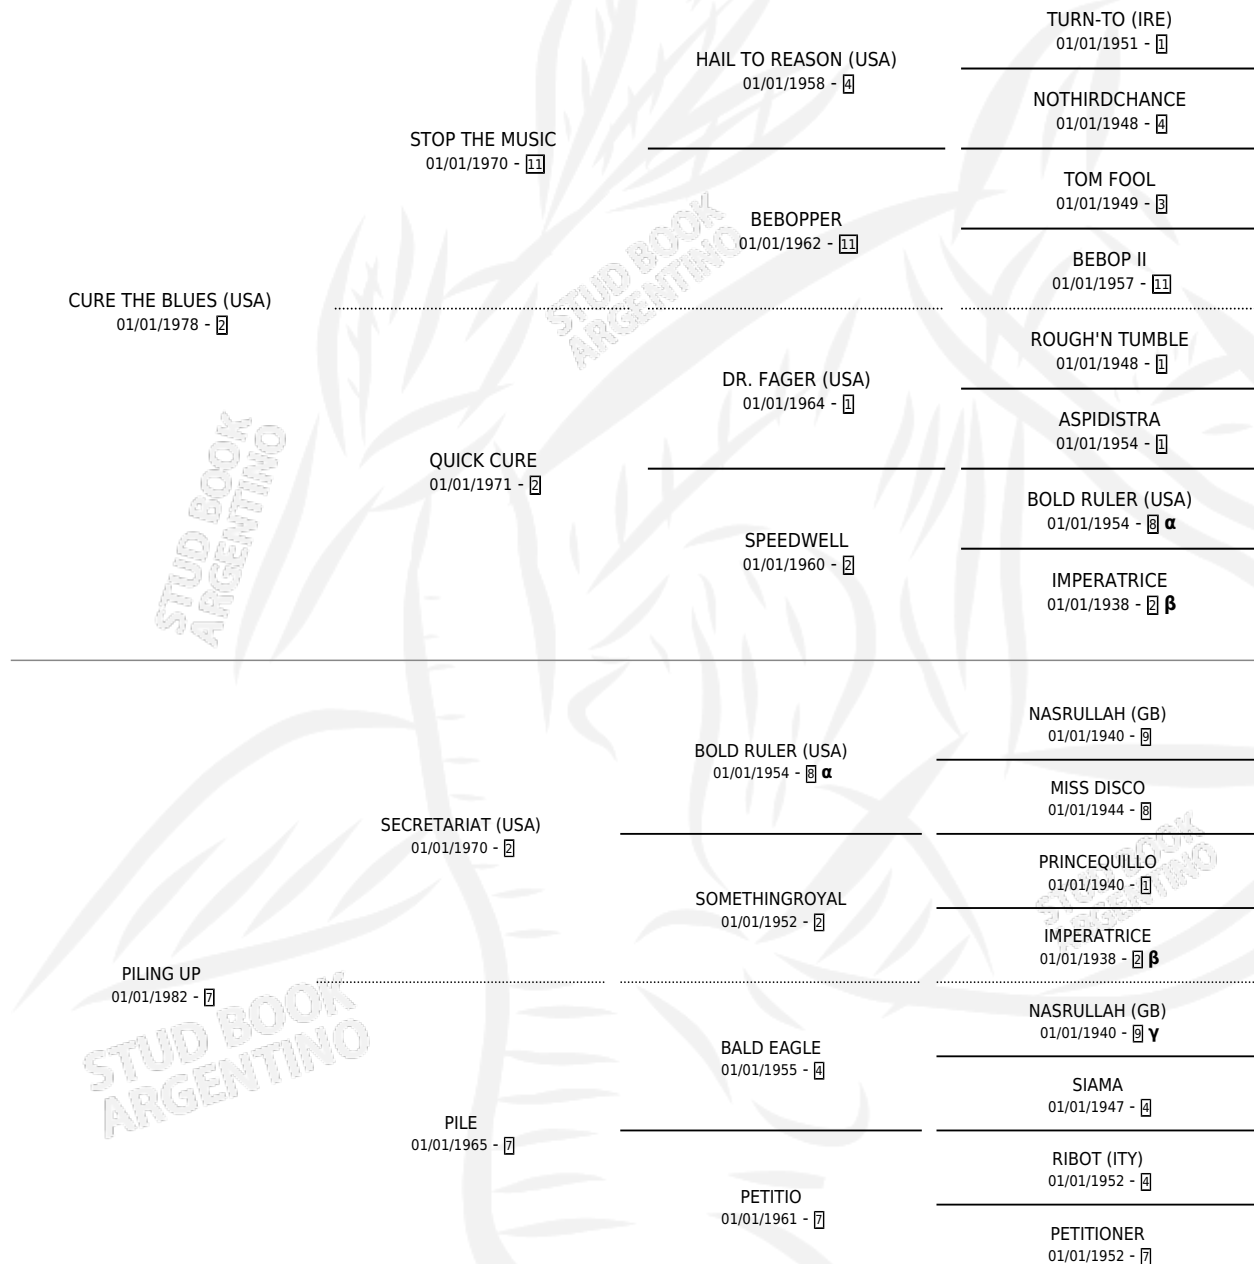 TURN-TO (IRE)
01/01/1951 - 1
HAIL TO REASON (USA)
01/01/1958 - 4
NOTHIRDCHANCE
01/01/1948 - 4
STOP THE MUSIC
01/01/1970 - 11
TOM FOOL
01/01/1949 - 3
BEBOPPER
01/01/1962 - 11
BEBOP II
01/01/1957 - 11
CURE THE BLUES (USA)
01/01/1978 - 2
ROUGH'N TUMBLE
01/01/1948 - 1
DR. FAGER (USA)
01/01/1964 - 1
ASPIDISTRA
01/01/1954 - 1
QUICK CURE
01/01/1971 - 2
BOLD RULER (USA)
01/01/1954 - 8 α
SPEEDWELL
01/01/1960 - 2
IMPERATRICE
01/01/1938 - 2 β
NASRULLAH (GB)
01/01/1940 - 9
BOLD RULER (USA)
01/01/1954 - 8 α
MISS DISCO
01/01/1944 - 8
SECRETARIAT (USA)
01/01/1970 - 2
PRINCEQUILLO
01/01/1940 - 1
SOMETHINGROYAL
01/01/1952 - 2
IMPERATRICE
01/01/1938 - 2 β
PILING UP
01/01/1982 - 7
NASRULLAH (GB)
01/01/1940 - 9 γ
BALD EAGLE
01/01/1955 - 4
SIAMA
01/01/1947 - 4
PILE
01/01/1965 - 7
RIBOT (ITY)
01/01/1952 - 4
PETITIO
01/01/1961 - 7
PETITIONER
01/01/1952 - 7
STUD BOOK
ARGENTINO
STUD BOOK
ARGENTINO
STUD BOOK
ARGENTINO
STUD BOOK
ARGENTINO